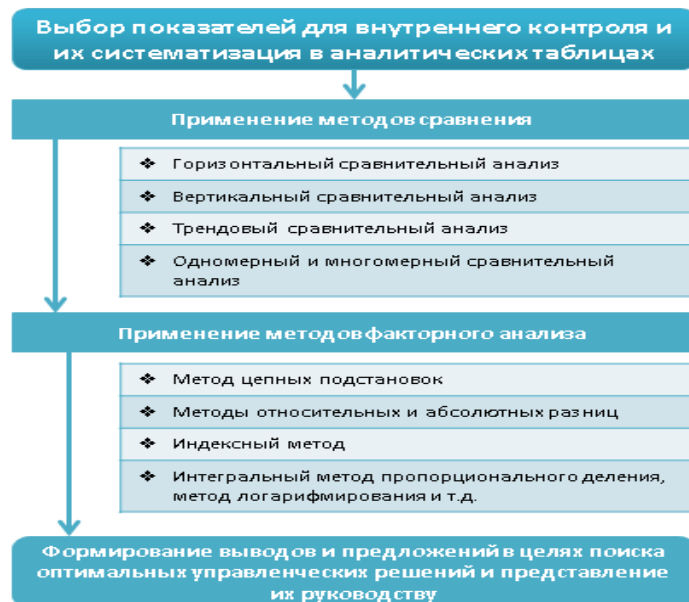 Выбор показателей для внутреннего контроля и
их систематизация в аналитических таблицах
Применение методов сравнения
❖ Горизонтальный сравнительный анализ
❖ Вертикальный сравнительный анализ
❖ Трендовый сравнительный анализ
❖ Одномерный и многомерный сравнительный
анализ
Применение методов факторного анализа
❖ Метод цепных подстановок
❖ Методы относительных и абсолютных разниц
❖ Индексный метод
❖ Интегральный метод пропорционального деления,
метод логарифмирования и т.д.
Формирование выводов и предложений в целях поиска
оптимальных управленческих решений и представление
их руководству